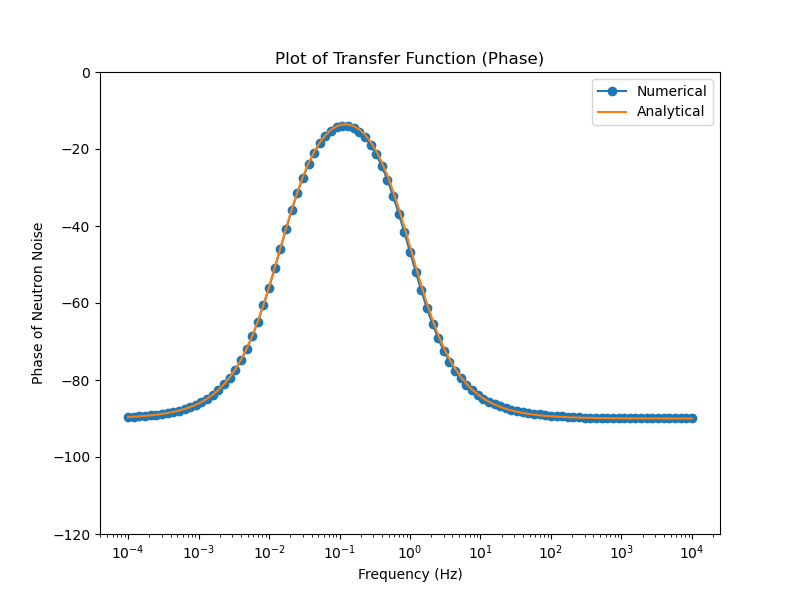 Plot of Transfer Function (Phase)
Numerical
Analytical
Phase of Neutron Noise
0
−20
−40
−60
−80
−100
−120
10⁻⁴ 10⁻³ 10⁻² 10⁻¹ 10⁰ 10¹ 10² 10³ 10⁴
Frequency (Hz)